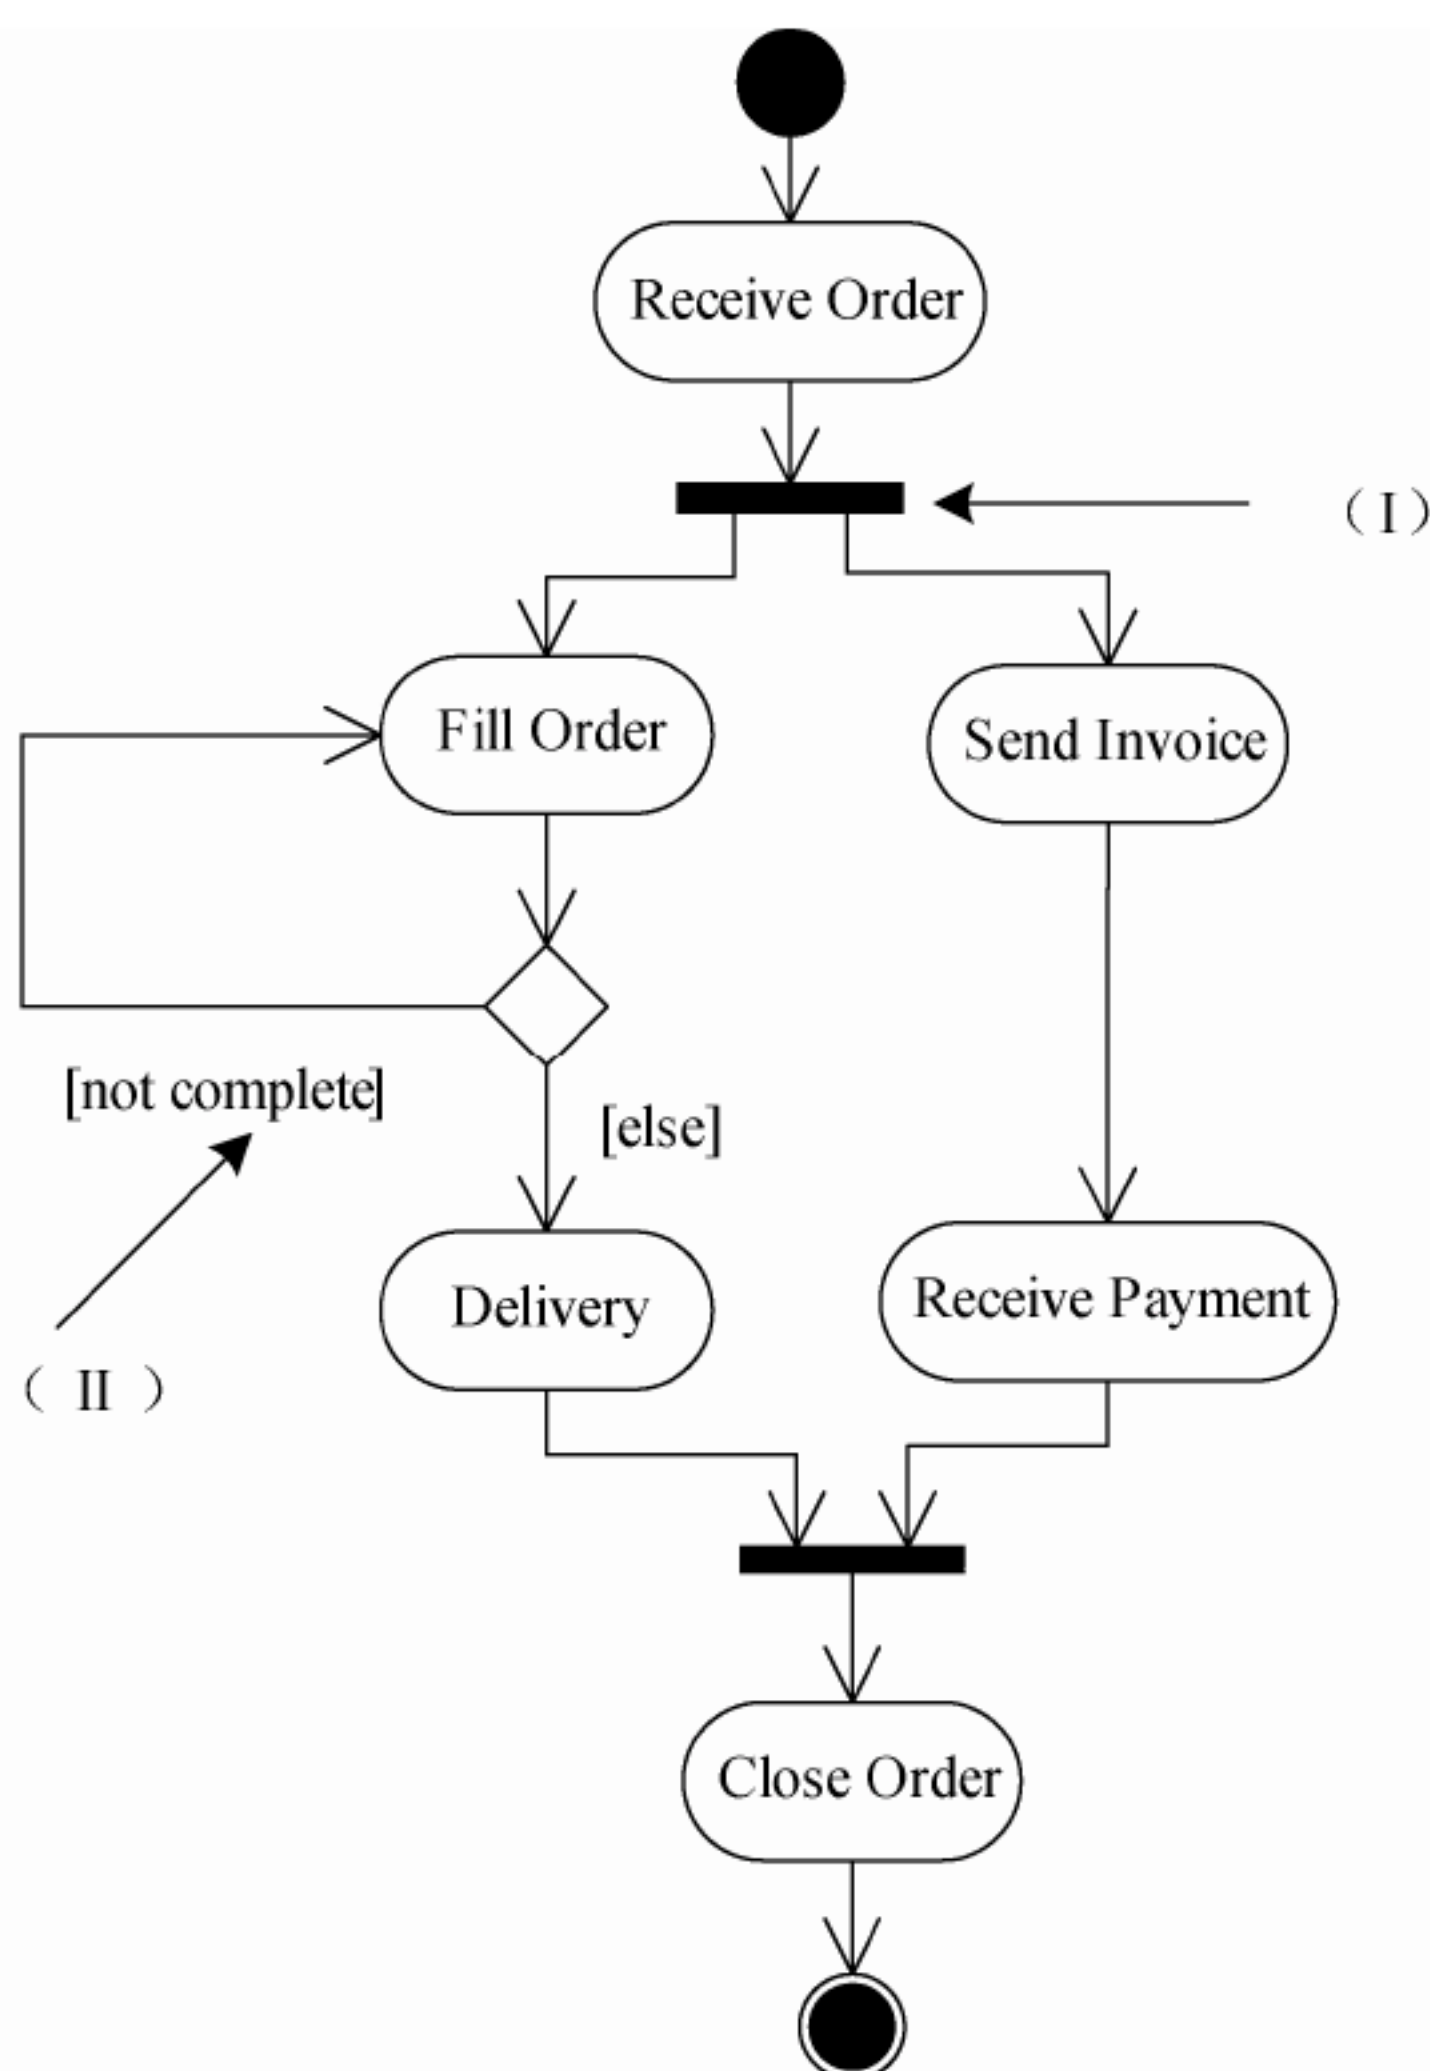 Receive Order
（I）
Fill Order
Send Invoice
[not complete]
[else]
Delivery
Receive Payment
（ II ）
Close Order